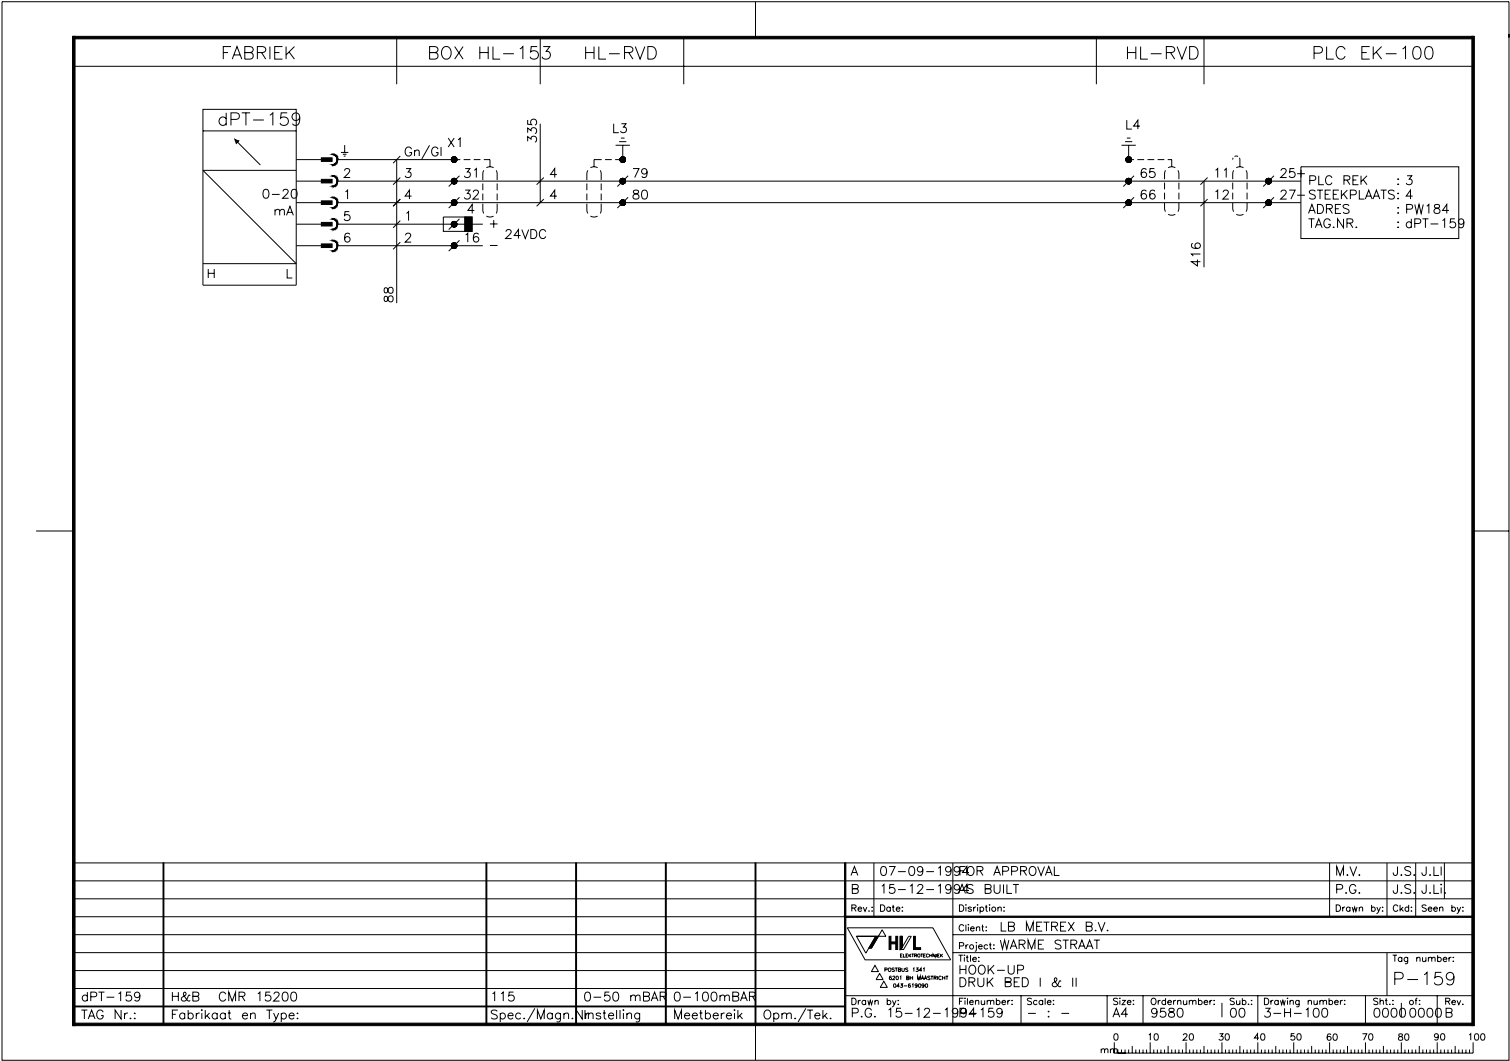 FABRIEK BOX HL-153 HL-RVD HL-RVD PLC EK-100
dPT-159
0-20
mA
H L
Gn/Gl X1
2 3 31 4
1 4 32 4
5 1 4 +
6 2 16 -
24VDC
88
335
L3
79
80
L4
65 11 25
66 12 27
416
PLC REK : 3
STEEKPLAATS: 4
ADRES : PW184
TAG.NR. : dPT-159
A 07-09-1994 FOR APPROVAL M.V. J.S. J.Li
B 15-12-1994 AS BUILT P.G. J.S. J.Li.
Rev.: Date: Disription: Drawn by: Ckd: Seen by:
HVL
ELEKTROTECHNIEK
POSTBUS 1341
6201 BH MAASTRICHT
043-619090
Client: LB METREX B.V.
Project: WARME STRAAT
Title:
HOOK-UP
DRUK BED I & II
Tag number:
P-159
Drawn by: Filenumber: Scale: Size: Ordernumber: Sub.: Drawing number: Sht.: of: Rev.
P.G. 15-12-1994 P-159 - : - A4 9580 00 3-H-100 0000 0000 B
dPT-159 H&B CMR 15200 115 0-50 mBAR 0-100mBAR
TAG Nr.: Fabrikaat en Type: Spec./Magn.Nr. Instelling Meetbereik Opm./Tek.
0 10 20 30 40 50 60 70 80 90 100
mm